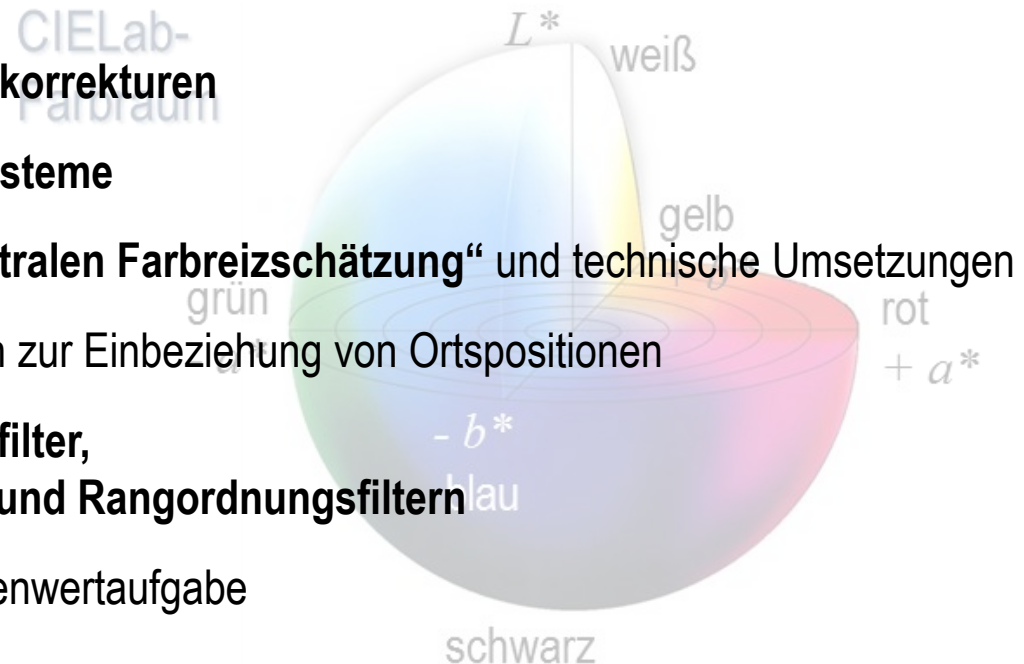 CIELab-
Farbraum
L*
weiß
korrekturen
steme
gelb
tralen Farbreizschätzung“ und technische Umsetzungen
grün
rot
n zur Einbeziehung von Ortspositionen
+ a*
filter,
- b*
und Rangordnungsfiltern
blau
enwertaufgabe
schwarz